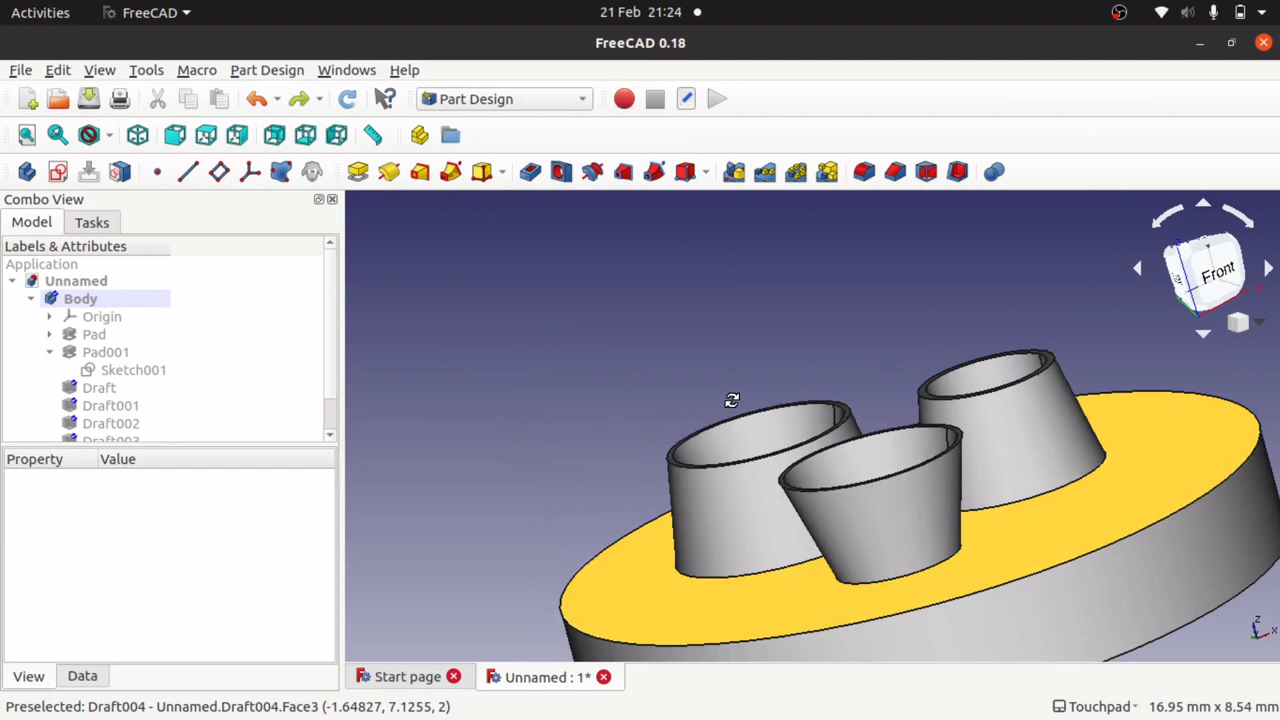 Activities FreeCAD 21 Feb 21:24
FreeCAD 0.18
File Edit View Tools Macro Part Design Windows Help
Part Design
Combo View
Model Tasks
Labels & Attributes
Application
Unnamed
Body
Origin
Pad
Pad001
Sketch001
Draft
Draft001
Draft002
Draft003
Property Value
Front
z
x
View Data
Start page Unnamed : 1*
Preselected: Draft004 - Unnamed.Draft004.Face3 (-1.64827, 7.1255, 2) Touchpad 16.95 mm x 8.54 mm